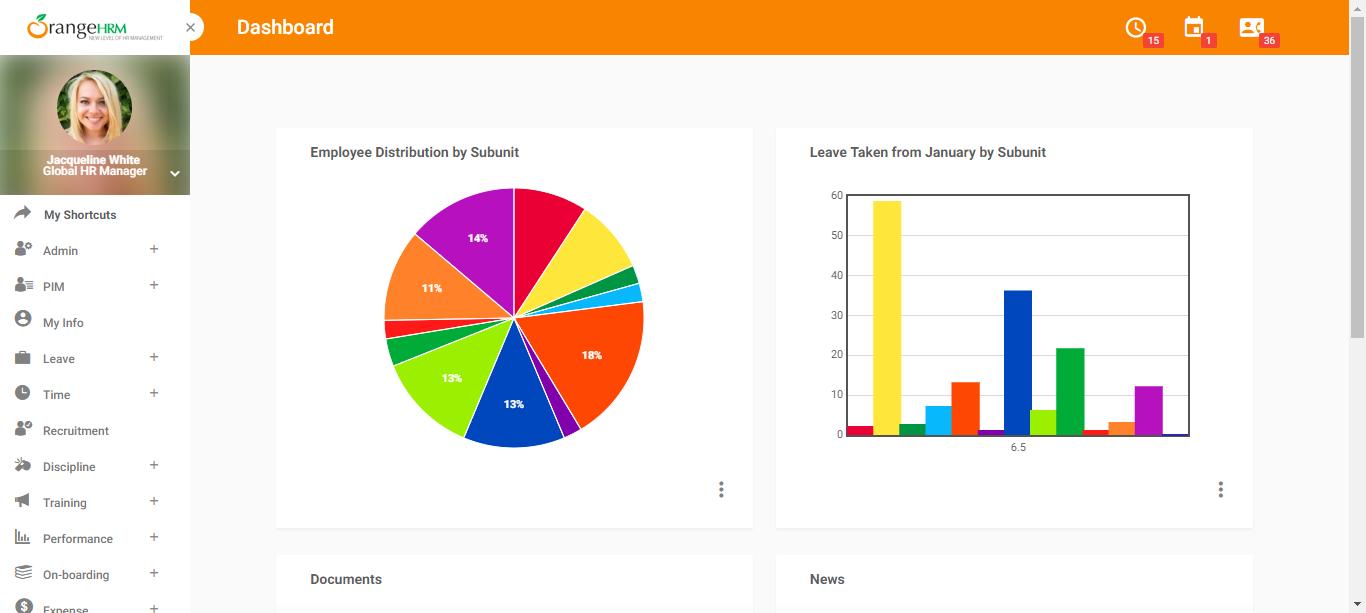 OrangeHRM
NEW LEVEL OF HR MANAGEMENT
Dashboard
15
1
36
Jacqueline White
Global HR Manager
My Shortcuts
Admin
PIM
My Info
Leave
Time
Recruitment
Discipline
Training
Performance
On-boarding
Expense
Employee Distribution by Subunit
14%
11%
18%
13%
13%
Leave Taken from January by Subunit
60
50
40
30
20
10
0
6.5
Documents
News